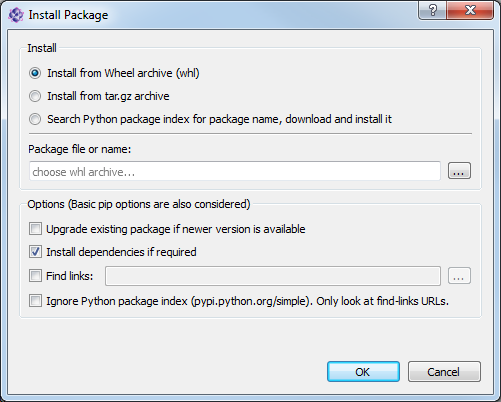 Install Package
Install
Install from Wheel archive (whl)
Install from tar.gz archive
Search Python package index for package name, download and install it
Package file or name:
choose whl archive...
...
Options (Basic pip options are also considered)
Upgrade existing package if newer version is available
Install dependencies if required
Find links:
...
Ignore Python package index (pypi.python.org/simple). Only look at find-links URLs.
OK
Cancel